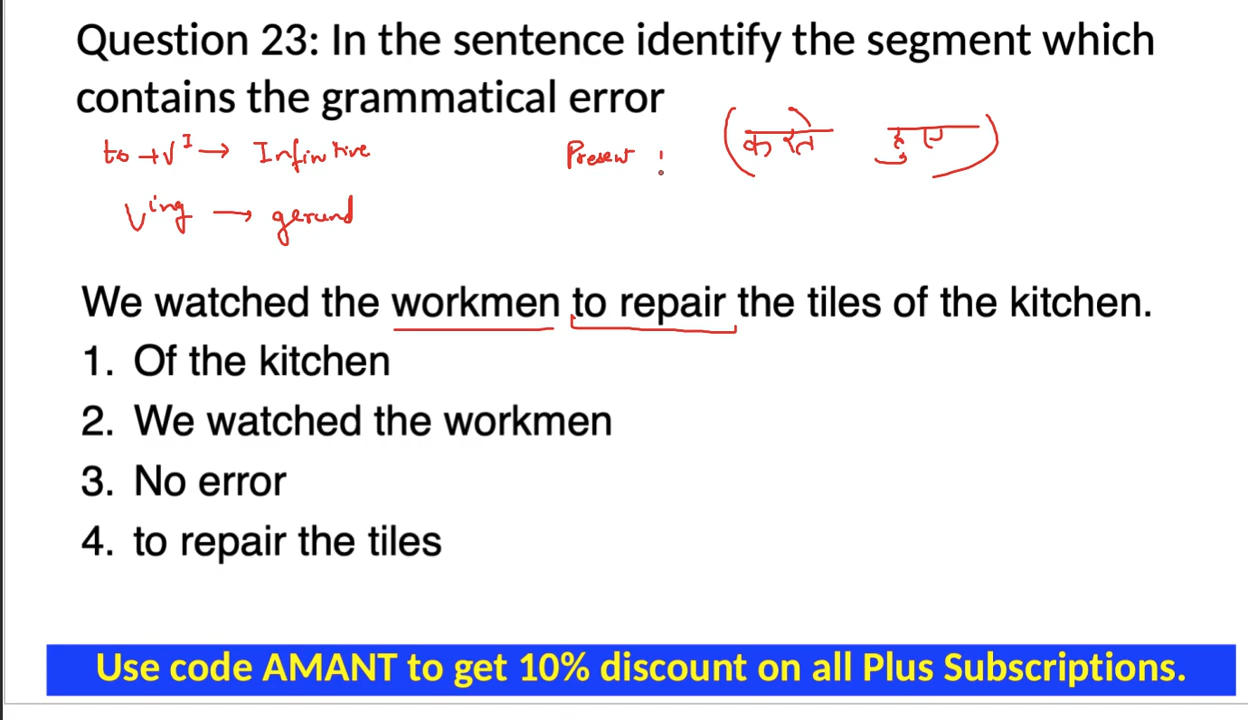 Question 23: In the sentence identify the segment which
contains the grammatical error
to + V¹ → Infinitive
Present : (करते हुए)
Ving → gerund
We watched the workmen to repair the tiles of the kitchen.
1. Of the kitchen
2. We watched the workmen
3. No error
4. to repair the tiles
Use code AMANT to get 10% discount on all Plus Subscriptions.